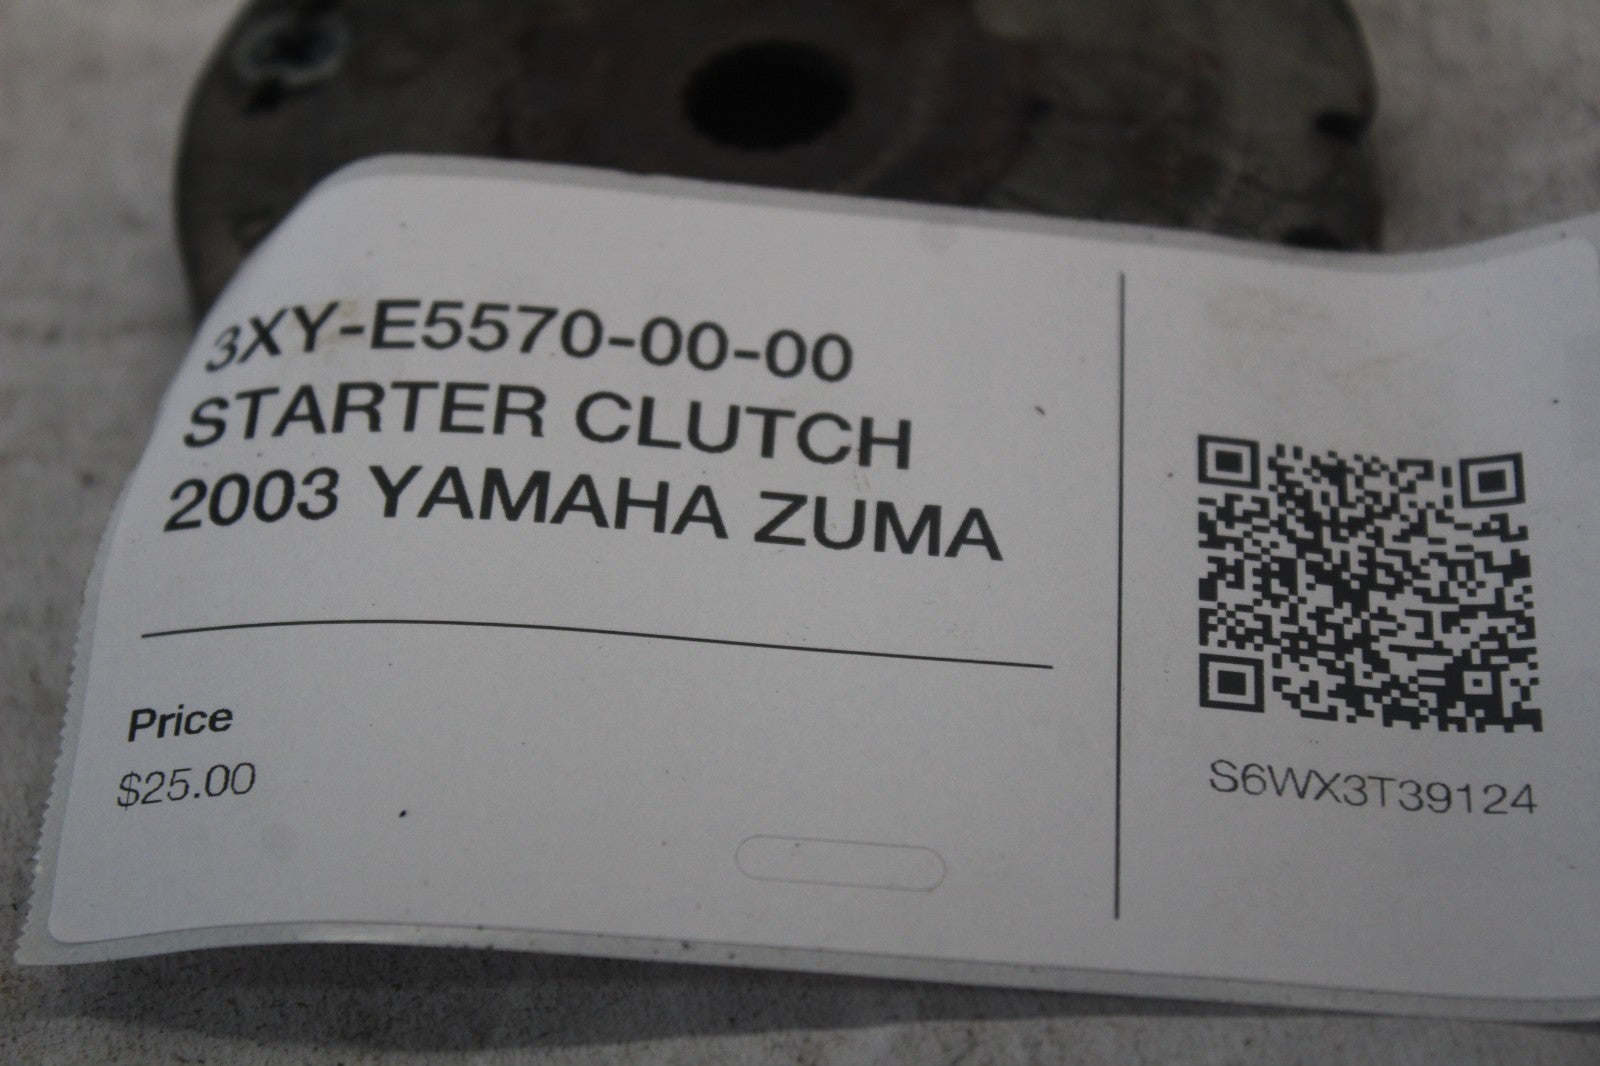 3XY-E5570-00-00
STARTER CLUTCH
2003 YAMAHA ZUMA
Price
$25.00
S6WX3T39124